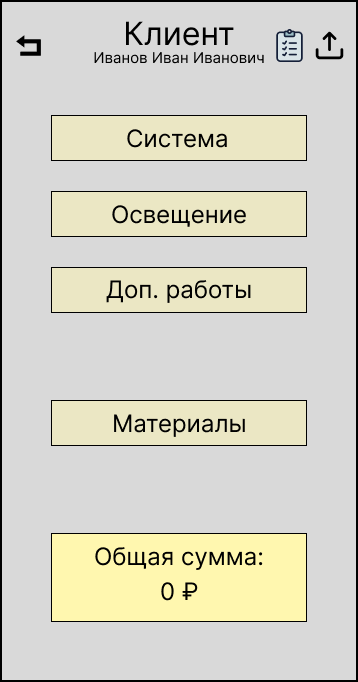 Клиент
Иванов Иван Иванович
Система
Освещение
Доп. работы
Материалы
Общая сумма:
0 ₽